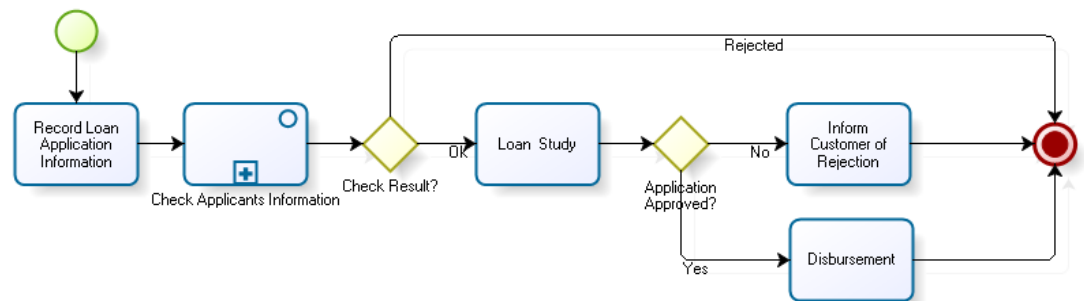 Rejected
Record Loan
Application
Information
Check Applicants Information
Check Result?
OK
Loan Study
Application
Approved?
No
Yes
Inform
Customer of
Rejection
Disbursement